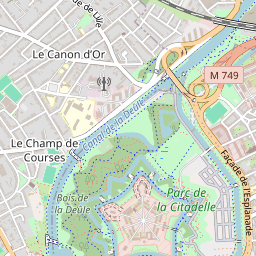 ue de Lille
Le Canon d'Or
M 749
Canal de la Deûle
Le Champ de
Courses
Bois de
la Deûle
Parc de
la Citadelle
Façade de l'Esplanade